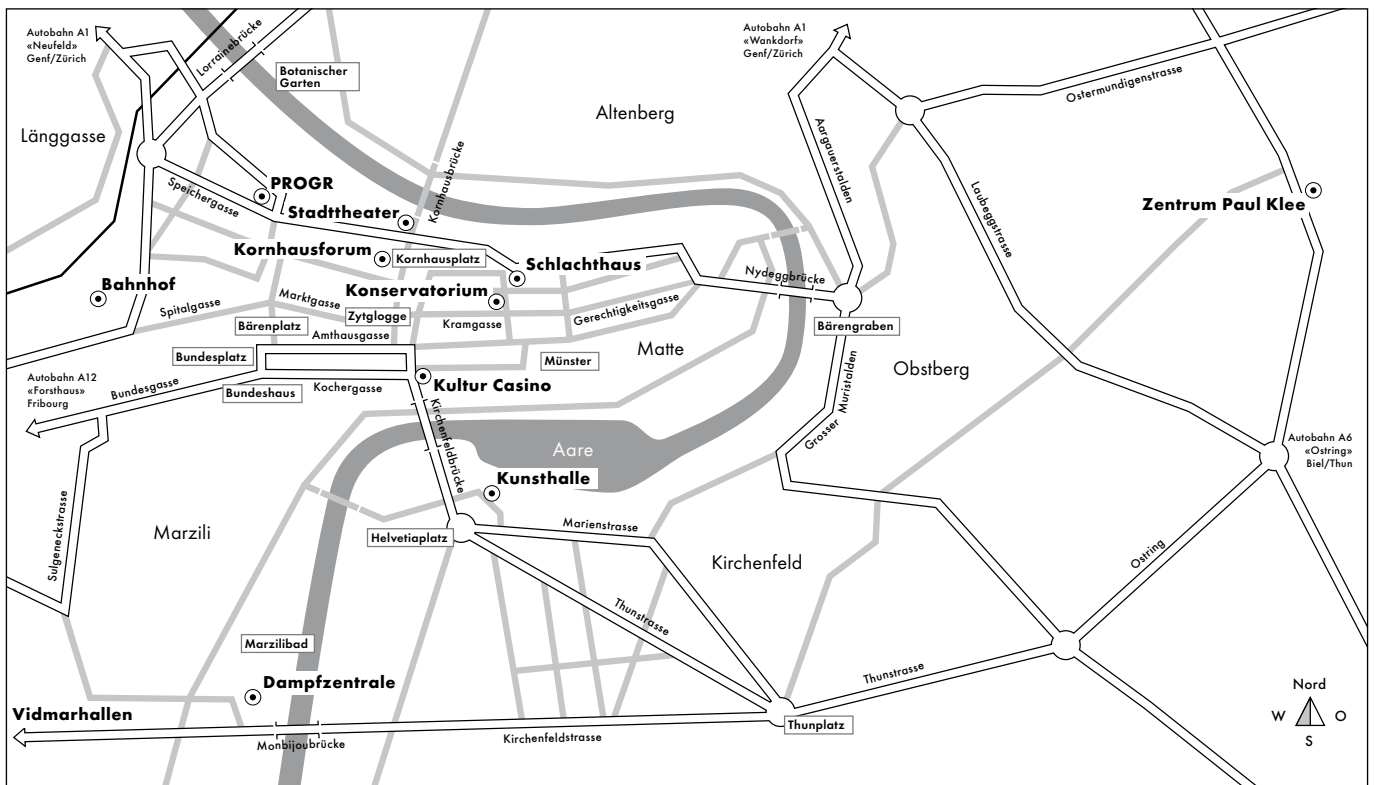 Autobahn A1
«Neufeld»
Genf/Zürich
Lorrainebrücke
Botanischer
Garten
Autobahn A1
«Wankdorf»
Genf/Zürich
Ostermundigenstrasse
Länggasse
Altenberg
Aargauerstalden
Laubeggstrasse
Kornhausbrücke
Speichergasse
PROGR
Stadttheater
Zentrum Paul Klee
Kornhausforum
Kornhausplatz
Schlachthaus
Nydeggbrücke
Bahnhof
Konservatorium
Spitalgasse
Marktgasse
Zytglogge
Kramgasse
Gerechtigkeitsgasse
Bärengraben
Bärenplatz
Amthausgasse
Matte
Münster
Bundesplatz
Obstberg
Autobahn A12
«Forsthaus»
Fribourg
Bundesgasse
Bundeshaus
Kochergasse
Kultur Casino
Kirchenfeldbrücke
Grosser Muristalden
Aare
Autobahn A6
«Ostring»
Biel/Thun
Kunsthalle
Sulgeneckstrasse
Marzili
Helvetiaplatz
Marienstrasse
Kirchenfeld
Ostring
Thunstrasse
Marzilibad
Thunstrasse
Dampfzentrale
Vidmarhallen
Monbijoubrücke
Kirchenfeldstrasse
Thunplatz
Nord
W O
S